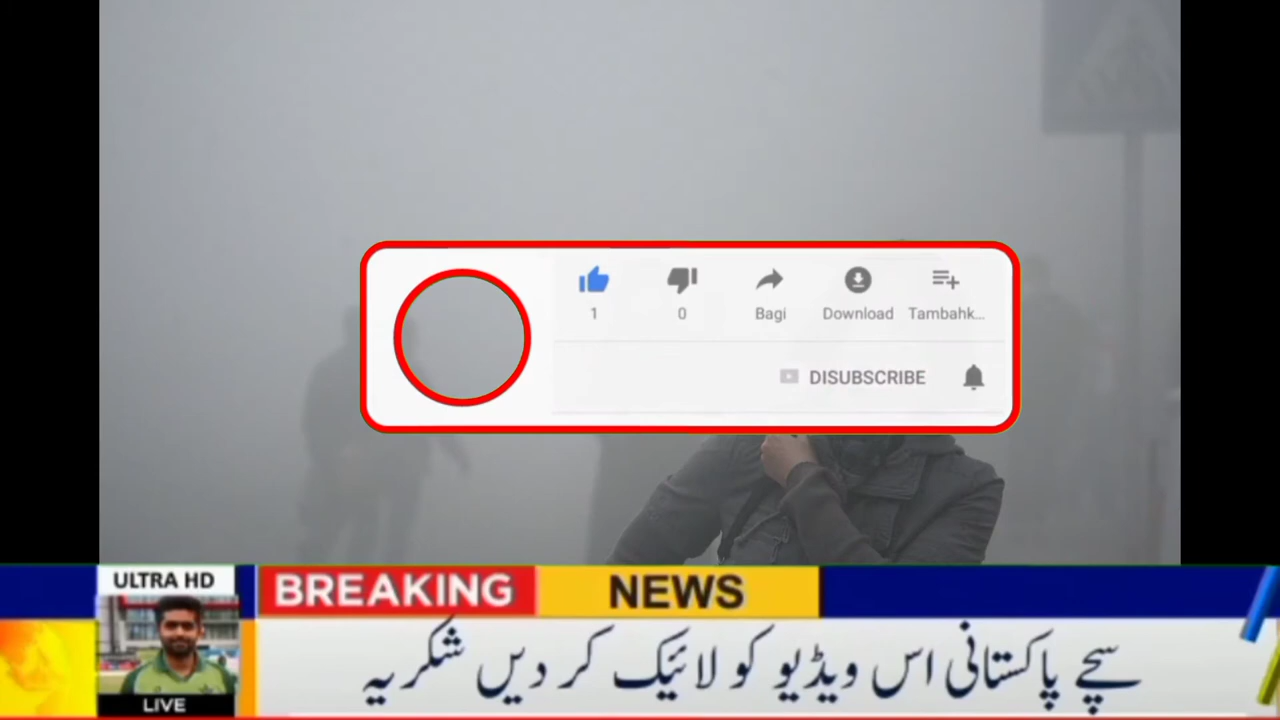 1
0
Bagi
Download
Tambahk...
DISUBSCRIBE
ULTRA HD
BREAKING NEWS
سچے پاکستانی اس ویڈیو کو لائیک کر دیں شکریہ
LIVE